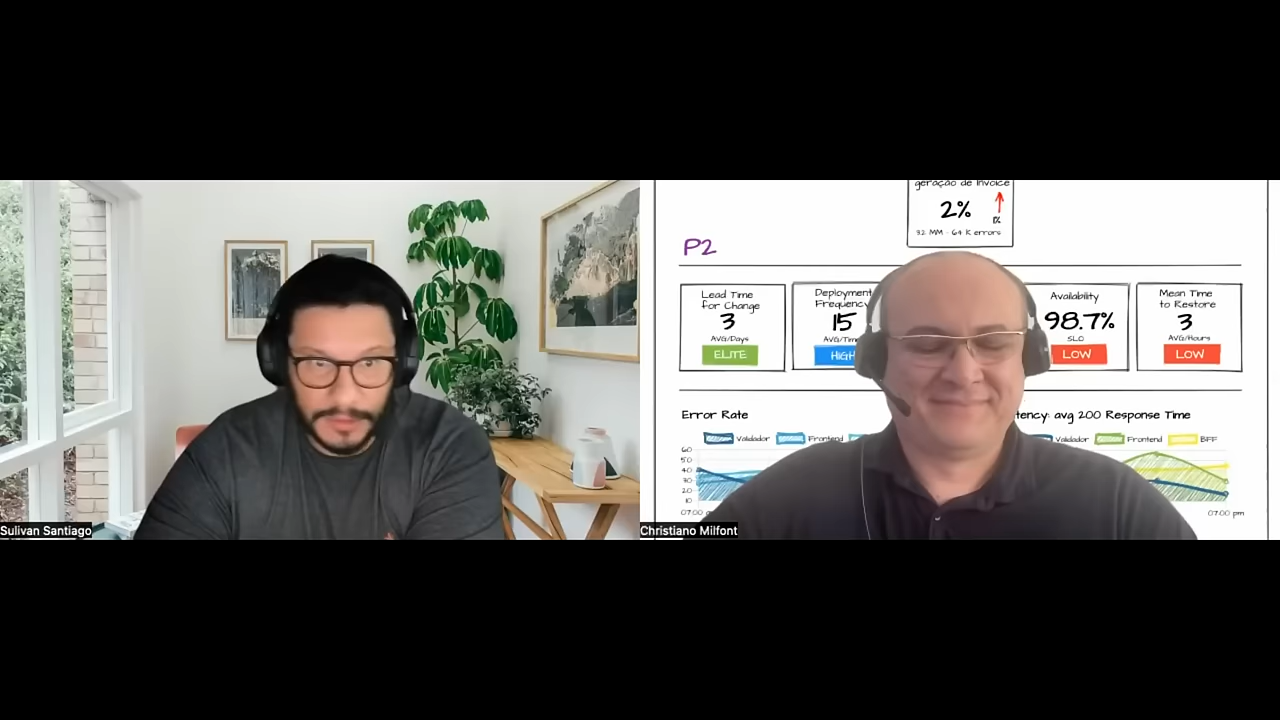 geração de Invoice
2%
1%
3.2 MM - 64 K errors
P2
Lead Time
for Change
3
AVG/Days
ELITE
Deployment
Frequency
15
HIGH
Availability
98.7%
SLO
LOW
Mean Time
to Restore
3
AVG/Hours
LOW
Error Rate
Validador
Frontend
60
50
40
30
20
10
07:00
avg 200 Response Time
Validador
Frontend
BFF
07:00 pm
Sulivan Santiago
Christiano Milfont